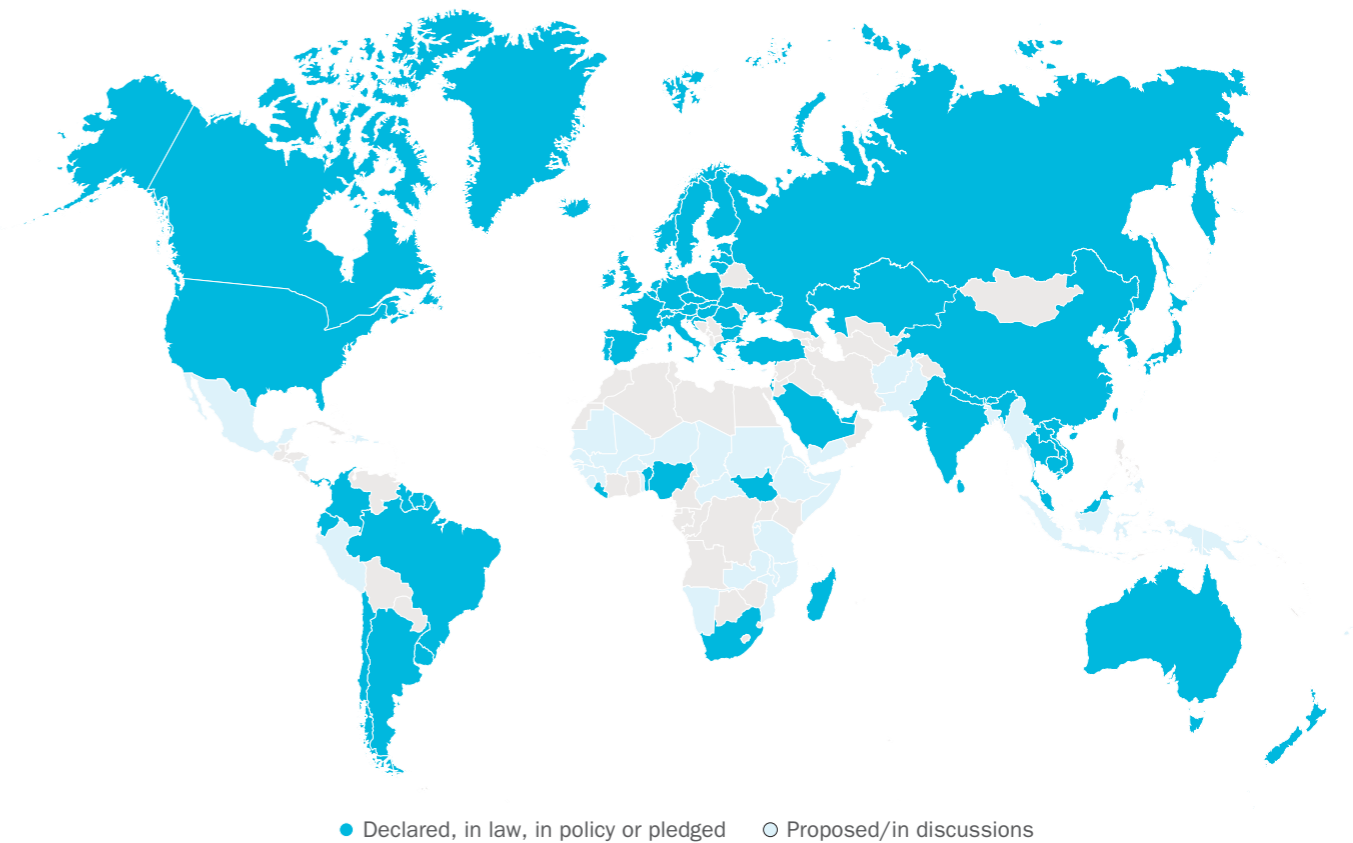 Declared, in law, in policy or pledged Proposed/in discussions